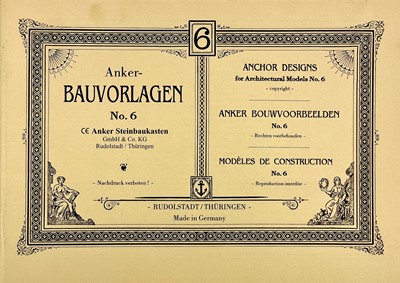 6
Anker-
BAUVORLAGEN
No. 6
CE Anker Steinbaukasten
GmbH & Co. KG
Rudolstadt / Thüringen
- Nachdruck verboten ! -
ANCHOR DESIGNS
for Architectural Models No. 6
- copyright -
ANKER BOUWVOORBEELDEN
No. 6
- Rechten voorbehouden -
MODÈLES DE CONSTRUCTION
No. 6
- Reproduction interdite -
- RUDOLSTADT / THÜRINGEN -
Made in Germany